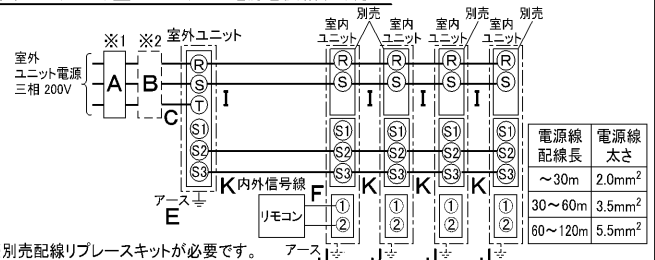 ※1
※2
室外ユニット
室内
ユニット
別売
室内
ユニット
室内
ユニット
室内
ユニット
別売
室外
ユニット電源
三相 200V
A
B
C
R
S
T
S1
S2
S3
I
I
I
I
R
S
S1
S2
S3
①
②
R
S
S1
S2
S3
①
②
R
S
S1
S2
S3
①
②
R
S
S1
S2
S3
①
②
K
内外信号線
F
K
K
K
アース
E
リモコン
アース
別売配線リプレースキットが必要です。
電源線
配線長
電源線
太さ
～30m
2.0mm²
30～60m
3.5mm²
60～120m
5.5mm²